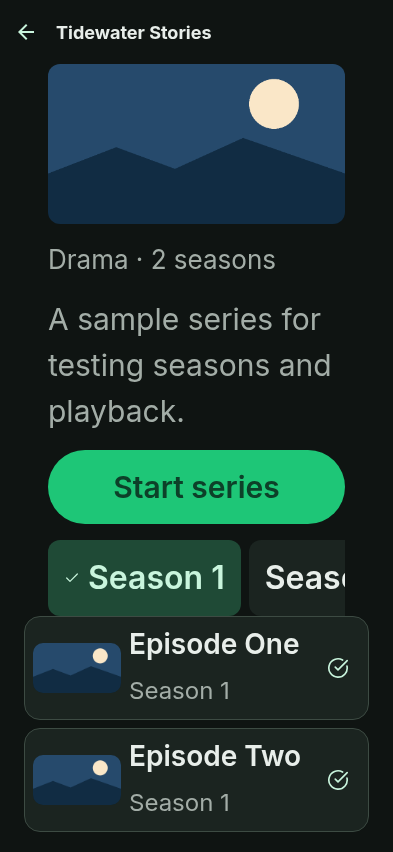 Tidewater Stories
Drama · 2 seasons
A sample series for
testing seasons and
playback.
Start series
Season 1
Episode One
Season 1
Episode Two
Season 1